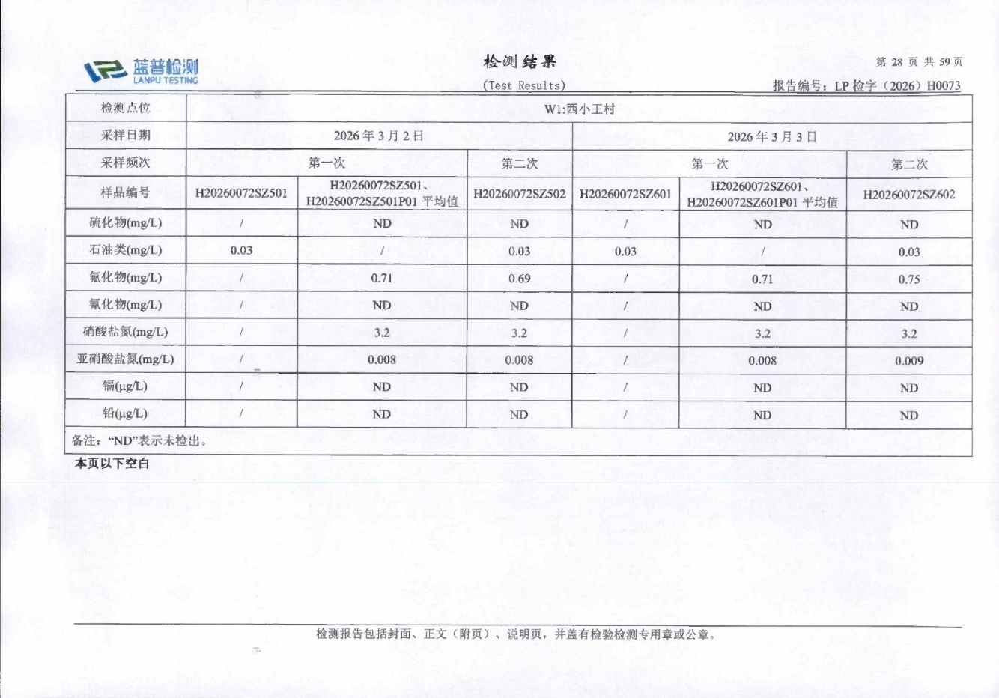 蓝普检测
LANPU TESTING
检测结果
(Test Results)
第 28 页 共 59 页
报告编号：LP 检字（2026）H0073
检测点位 W1:西小王村
采样日期 2026 年 3 月 2 日 2026 年 3 月 3 日
采样频次 第一次 第二次 第一次 第二次
样品编号 H20260072SZ501 H20260072SZ501、H20260072SZ501P01 平均值 H20260072SZ502 H20260072SZ601 H20260072SZ601、H20260072SZ601P01 平均值 H20260072SZ602
硫化物(mg/L) / ND ND / ND ND
石油类(mg/L) 0.03 / 0.03 0.03 / 0.03
氟化物(mg/L) / 0.71 0.69 / 0.71 0.75
氰化物(mg/L) / ND ND / ND ND
硝酸盐氮(mg/L) / 3.2 3.2 / 3.2 3.2
亚硝酸盐氮(mg/L) / 0.008 0.008 / 0.008 0.009
镉(μg/L) / ND ND / ND ND
铅(μg/L) / ND ND / ND ND
备注：“ND”表示未检出。
本页以下空白
检测报告包括封面、正文（附页）、说明页，并盖有检验检测专用章或公章。